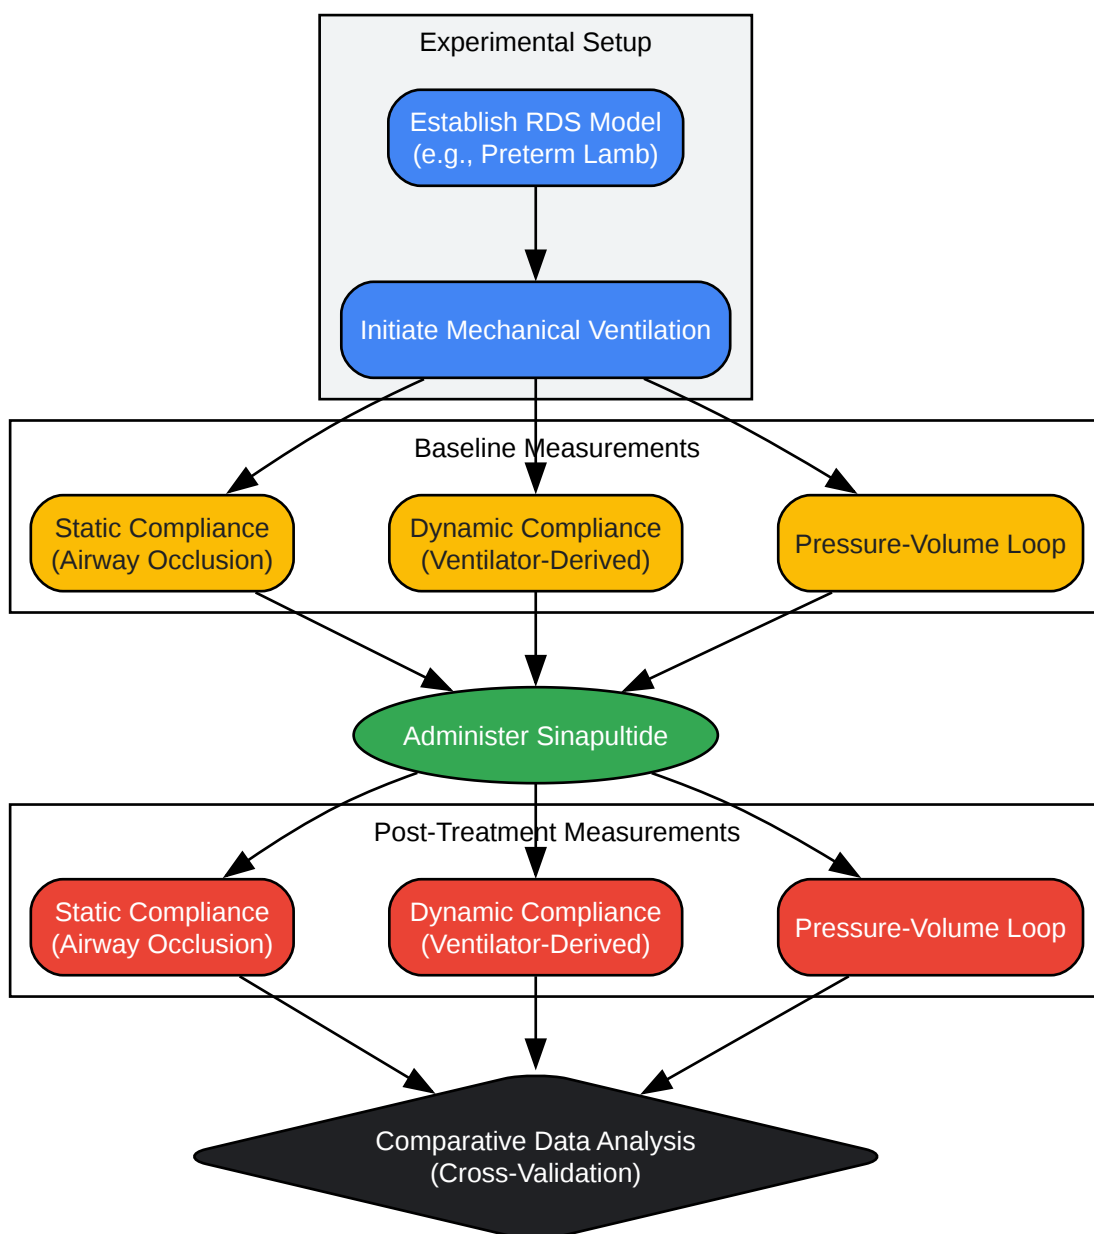 Experimental Setup
Establish RDS Model
(e.g., Preterm Lamb)
Initiate Mechanical Ventilation
Baseline Measurements
Static Compliance
(Airway Occlusion)
Dynamic Compliance
(Ventilator-Derived)
Pressure-Volume Loop
Administer Sinapultide
Post-Treatment Measurements
Static Compliance
(Airway Occlusion)
Dynamic Compliance
(Ventilator-Derived)
Pressure-Volume Loop
Comparative Data Analysis
(Cross-Validation)